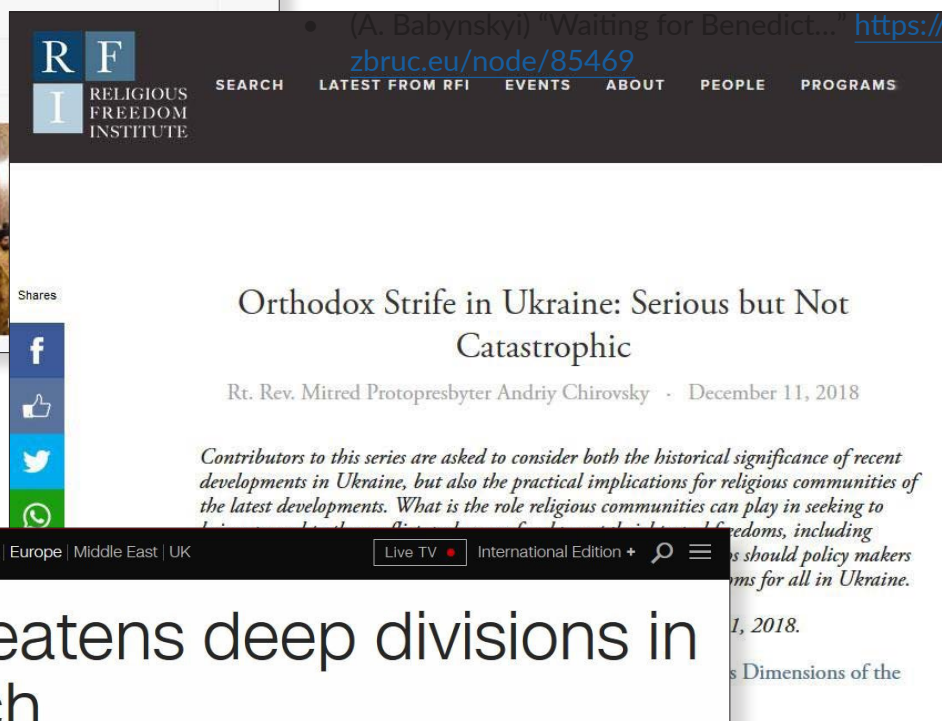 • (A. Babynskyi) “Waiting for Benedict...” https://
zbruc.eu/node/85469
R F
I RELIGIOUS
FREEDOM
INSTITUTE
SEARCH LATEST FROM RFI EVENTS ABOUT PEOPLE PROGRAMS
Shares
Orthodox Strife in Ukraine: Serious but Not
Catastrophic
Rt. Rev. Mitred Protopresbyter Andriy Chirovsky · December 11, 2018
Contributors to this series are asked to consider both the historical significance of recent
developments in Ukraine, but also the practical implications for religious communities of
the latest developments. What is the role religious communities can play in seeking to
freedoms, including
should policy makers
for all in Ukraine.
1, 2018.
Dimensions of the
Europe | Middle East | UK
Live TV • International Edition +
eatens deep divisions in
ch